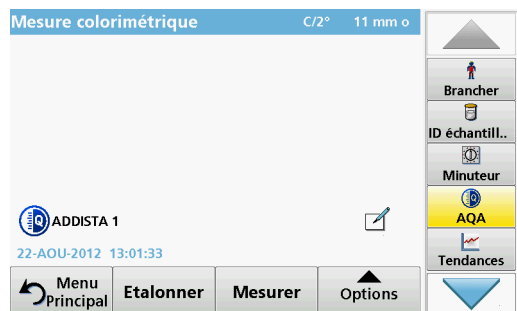 Mesure colorimétrique C/2° 11 mm o
Brancher
ID échantill..
Minuteur
AQA
Tendances
ADDISTA 1
22-AOU-2012 13:01:33
Menu
Principal
Etalonner
Mesurer
Options